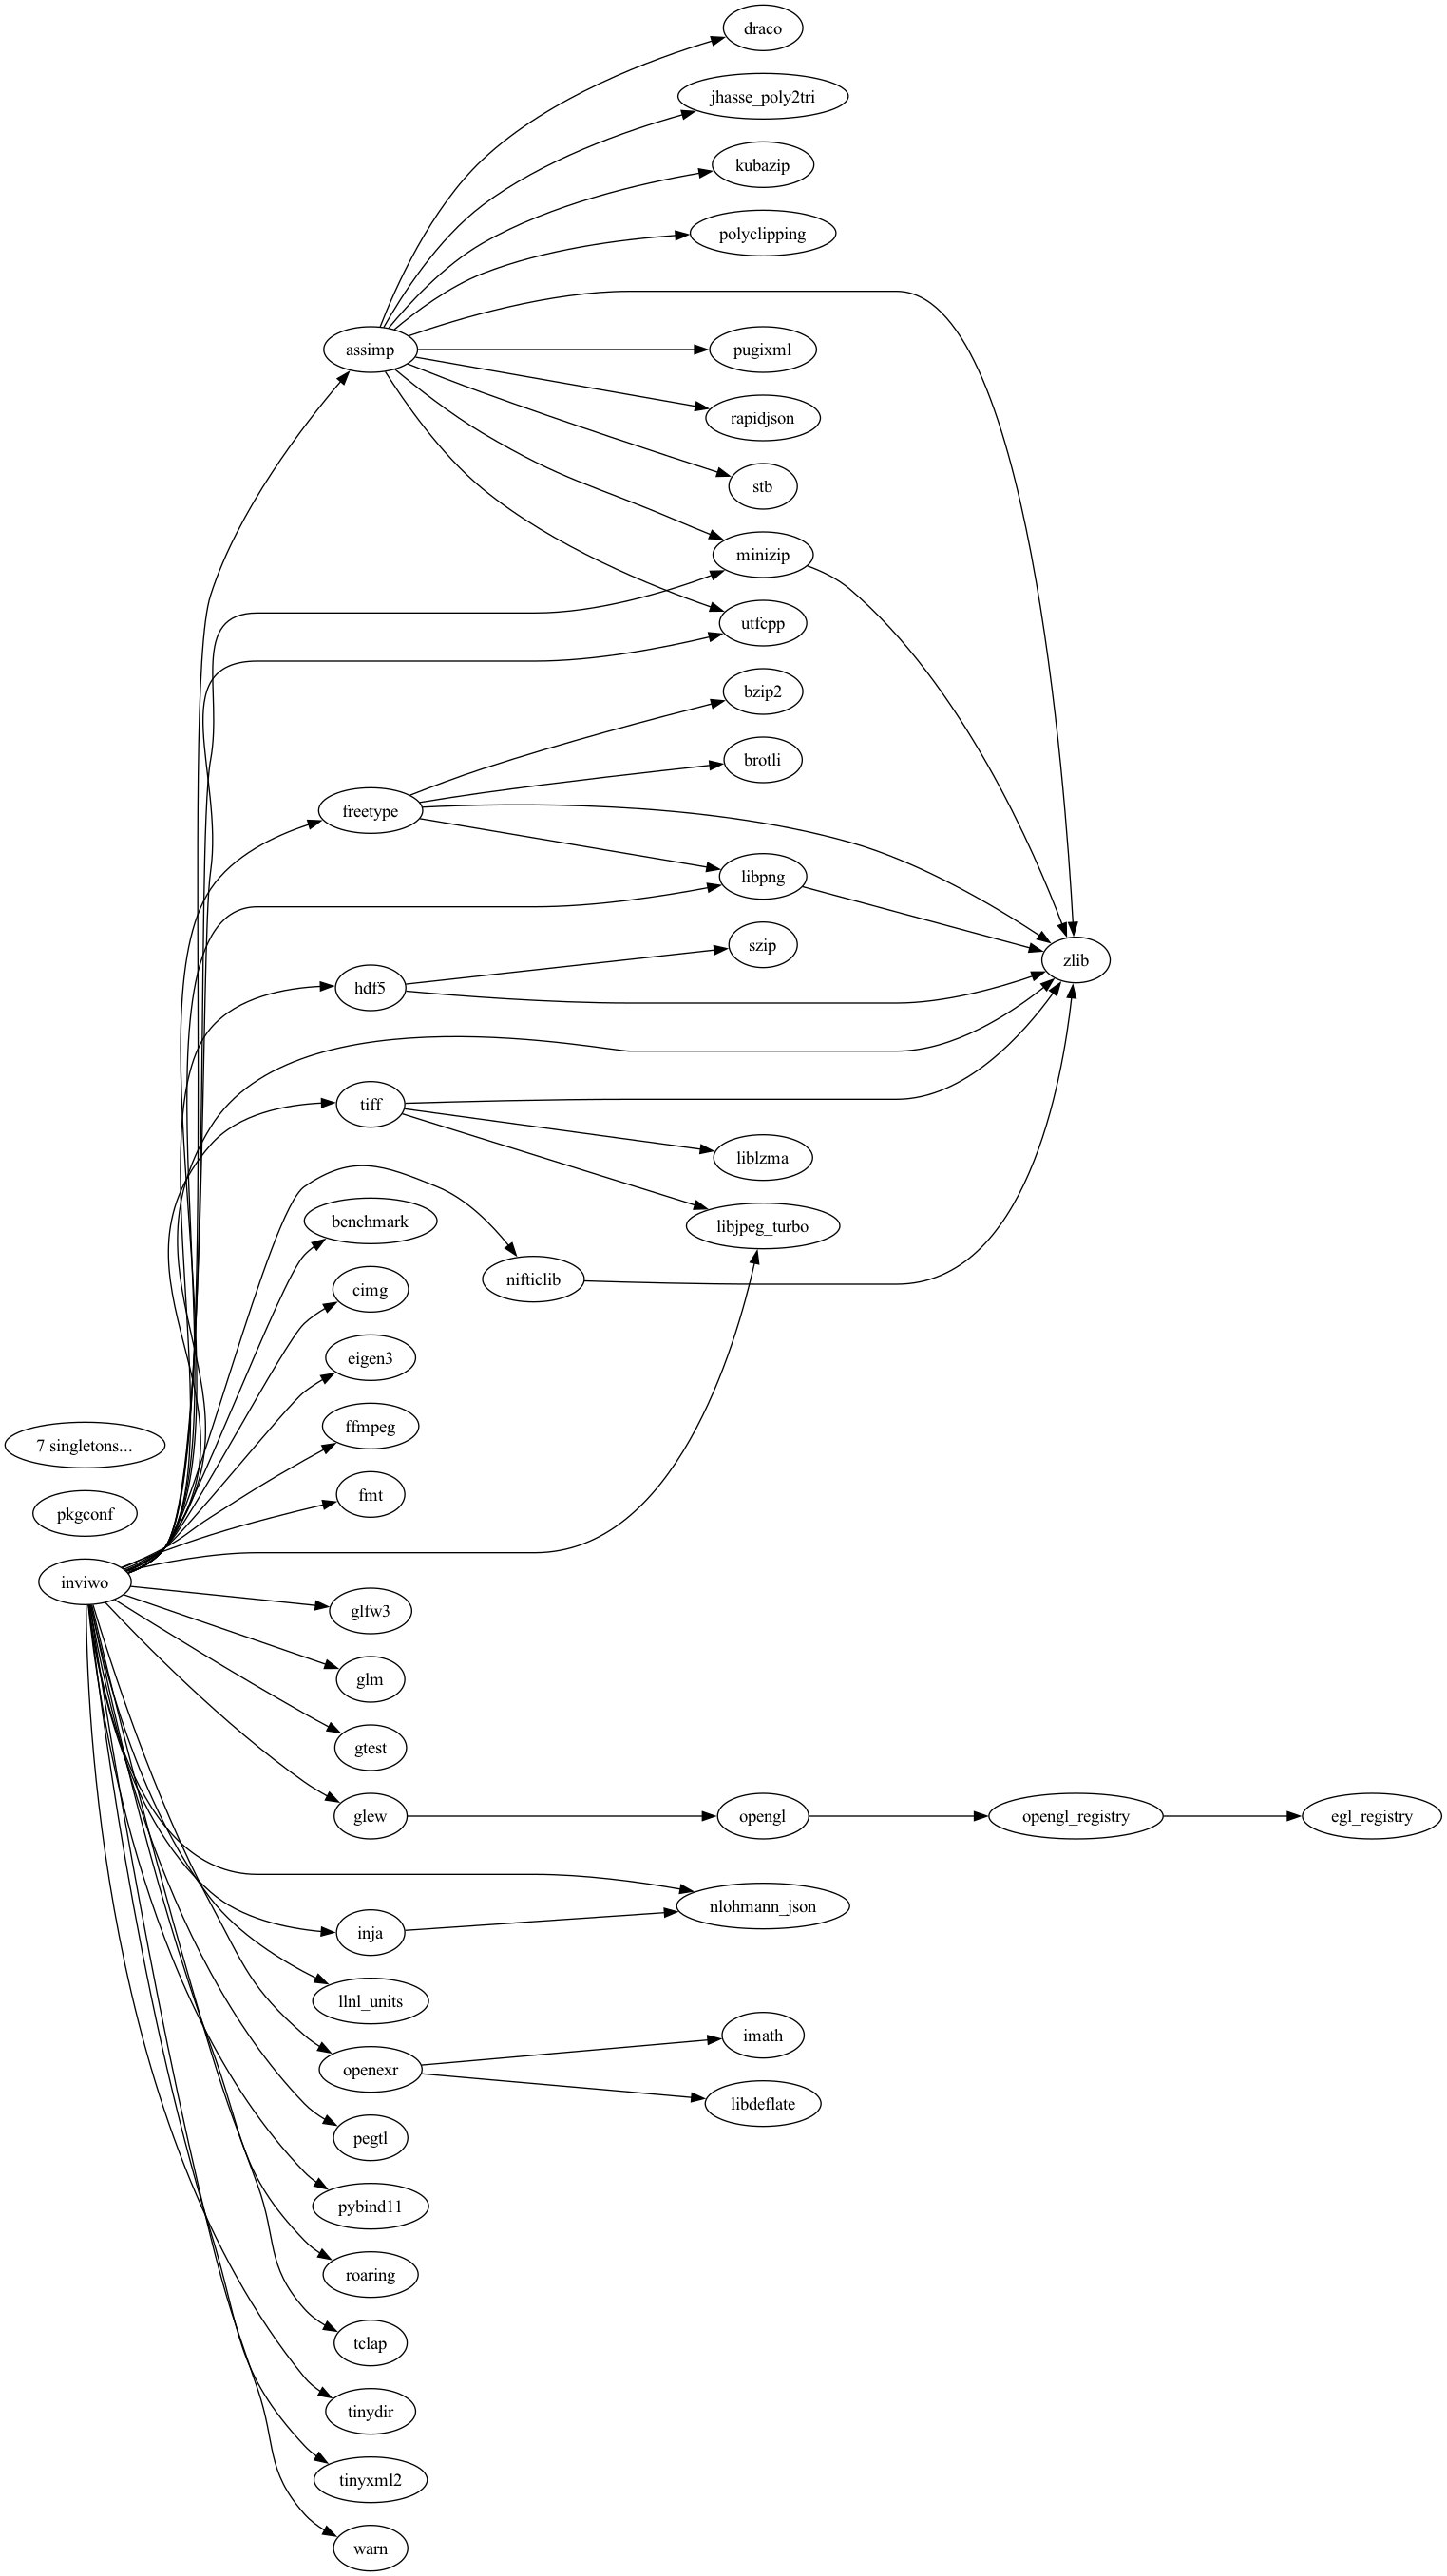 draco
jhasse_poly2tri
kubazip
polyclipping
assimp
pugixml
rapidjson
stb
minizip
utfcpp
bzip2
brotli
freetype
libpng
szip
zlib
hdf5
tiff
liblzma
benchmark
libjpeg_turbo
nifticlib
cimg
eigen3
ffmpeg
7 singletons...
fmt
pkgconf
inviwo
glfw3
glm
gtest
glew
opengl
opengl_registry
egl_registry
nlohmann_json
inja
llnl_units
imath
openexr
libdeflate
pegtl
pybind11
roaring
tclap
tinydir
tinyxml2
warn